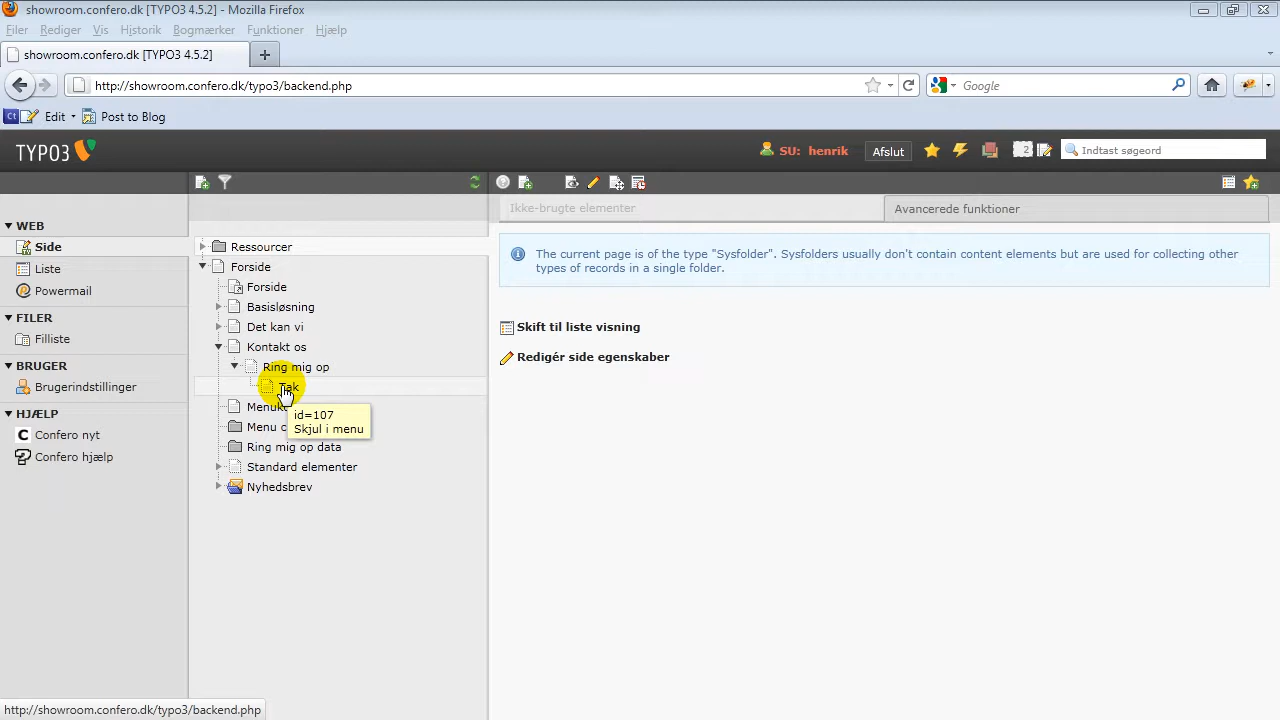 showroom.confero.dk [TYPO3 4.5.2] - Mozilla Firefox
Filer Rediger Vis Historik Bogmærker Funktioner Hjælp
showroom.confero.dk [TYPO3 4.5.2]
http://showroom.confero.dk/typo3/backend.php
Google
Ct Edit Post to Blog
TYPO3
SU: henrik
Afslut
2
Indtast søgeord
Ikke-brugte elementer
Avancerede funktioner
WEB
Side
Liste
Powermail
FILER
Filliste
BRUGER
Brugerindstillinger
HJÆLP
Confero nyt
Confero hjælp
Ressourcer
Forside
Forside
Basisløsning
Det kan vi
Kontakt os
Ring mig op
Tak
id=107
Skjul i menu
Menu c
Ring mig op data
Standard elementer
Nyhedsbrev
The current page is of the type "Sysfolder". Sysfolders usually don't contain content elements but are used for collecting other
types of records in a single folder.
Skift til liste visning
Redigér side egenskaber
http://showroom.confero.dk/typo3/backend.php